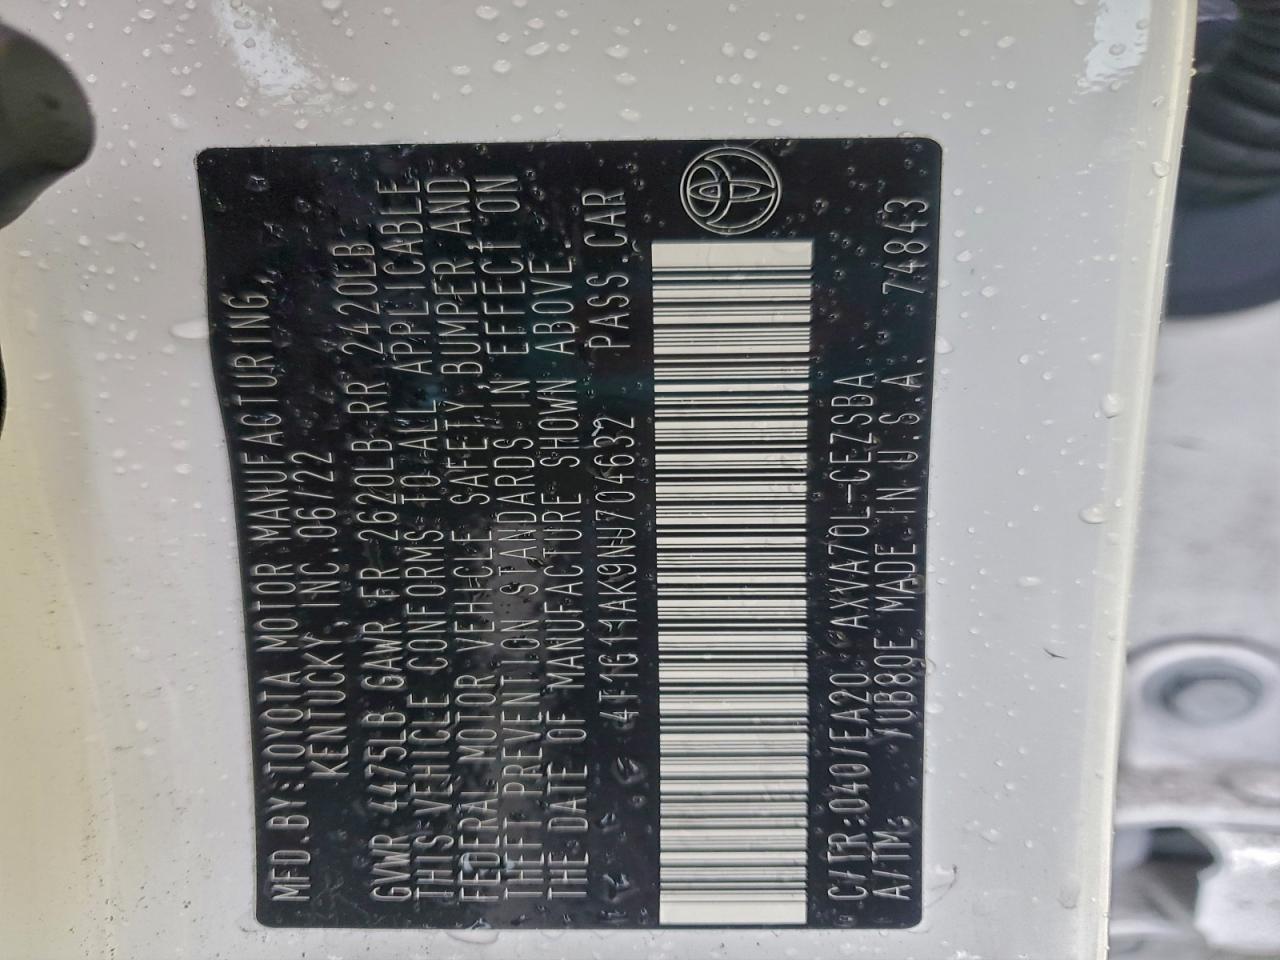 MFD.BY:TOYOTA MOTOR MANUFACTURING,
KENTUCKY, INC.06/22
GVWR 4475LB GAWR FR 2620LB RR 2420LB
THIS VEHICLE CONFORMS TO ALL APPLICABLE
FEDERAL MOTOR VEHICLE SAFETY, BUMPER AND
THEFT PREVENTION STANDARDS IN EFFECT ON
THE DATE OF MANUFACTURE SHOWN ABOVE.
4T1G11AK9NU704632 PASS.CAR
C/TR:040/EA20 AXVA70L-CEZSBA 74843
A/TM: /UB80E MADE IN U.S.A.